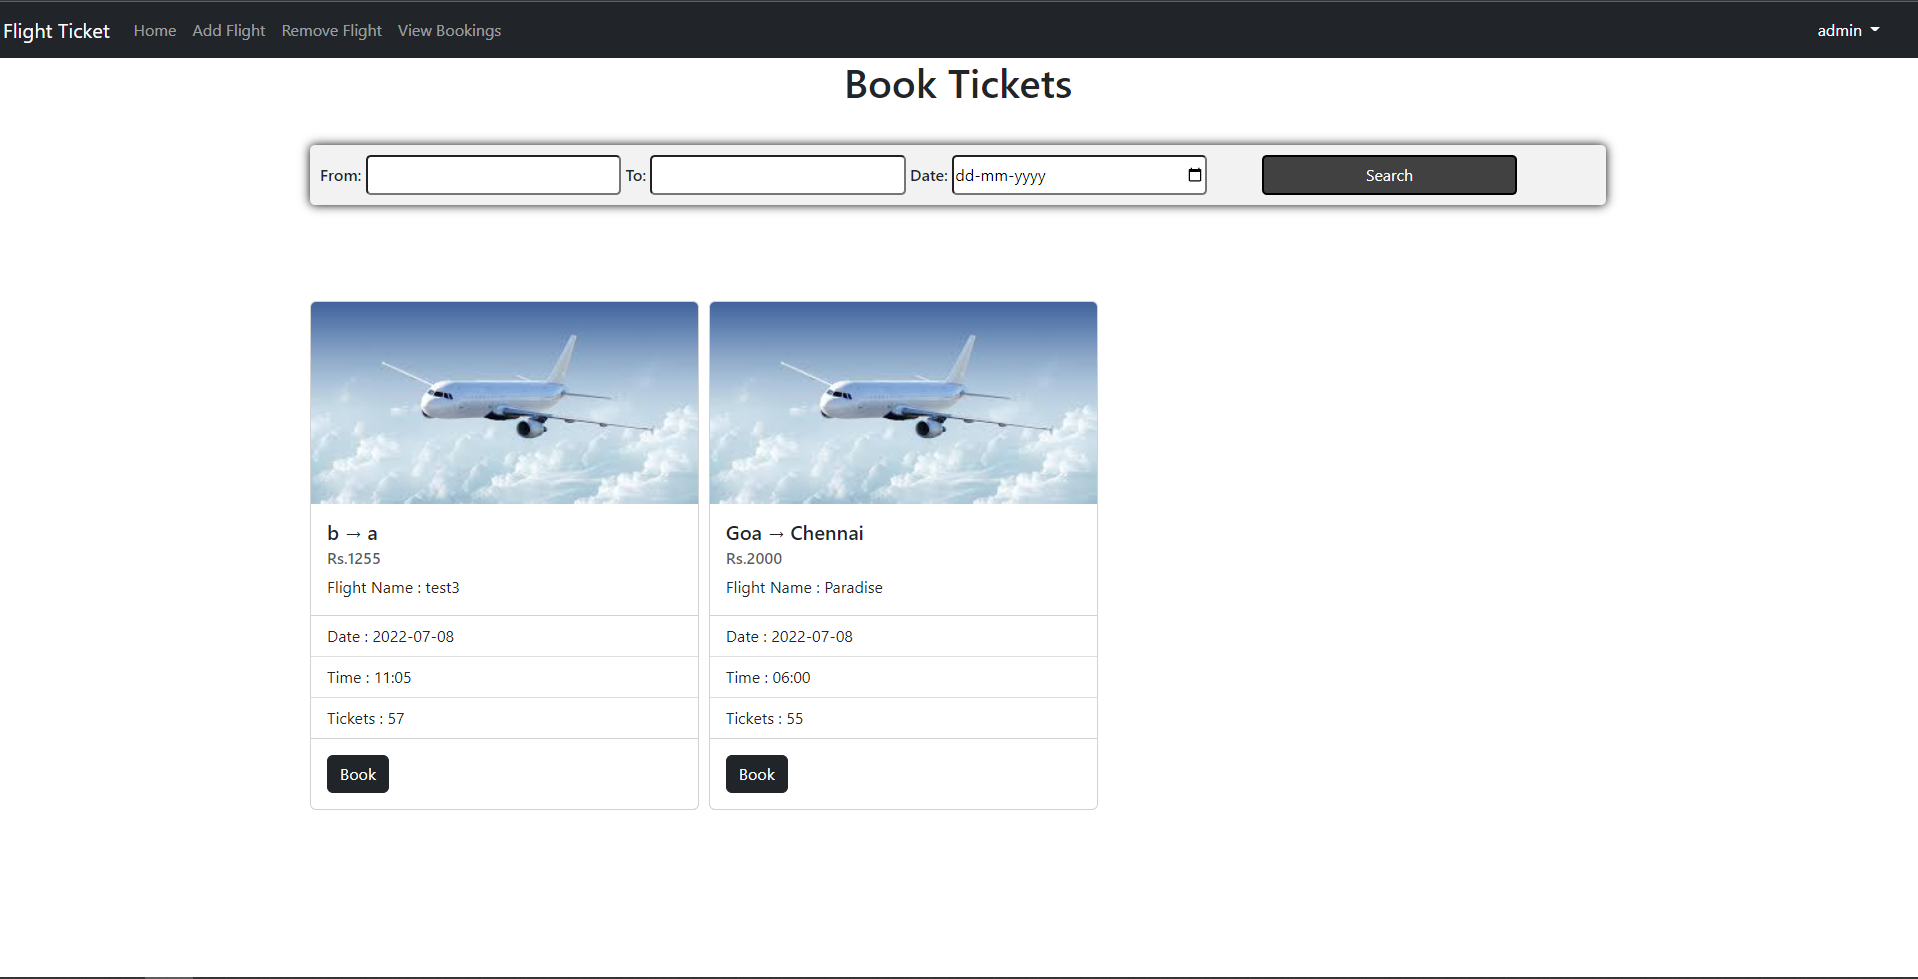 Flight Ticket Home Add Flight Remove Flight View Bookings admin
Book Tickets
From: To: Date: dd-mm-yyyy Search
b → a
Rs.1255
Flight Name : test3
Date : 2022-07-08
Time : 11:05
Tickets : 57
Book
Goa → Chennai
Rs.2000
Flight Name : Paradise
Date : 2022-07-08
Time : 06:00
Tickets : 55
Book